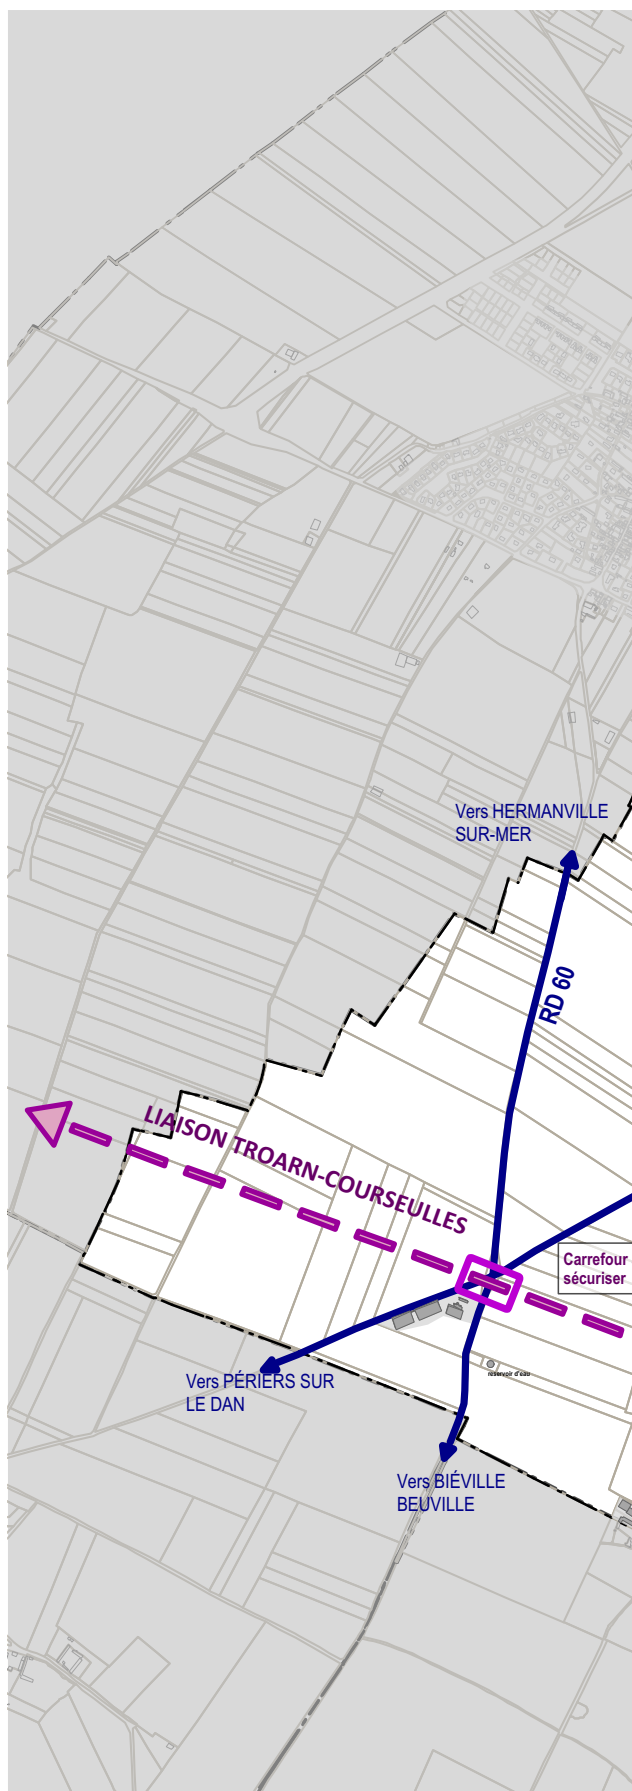 Vers HERMANVILLE
SUR-MER
RD 60
LIAISON TROARN-COURSEULLES
Carrefour
sécuriser
Vers PÉRIERS SUR
LE DAN
reservoir d'eau
Vers BIÉVILLE
BEUVILLE